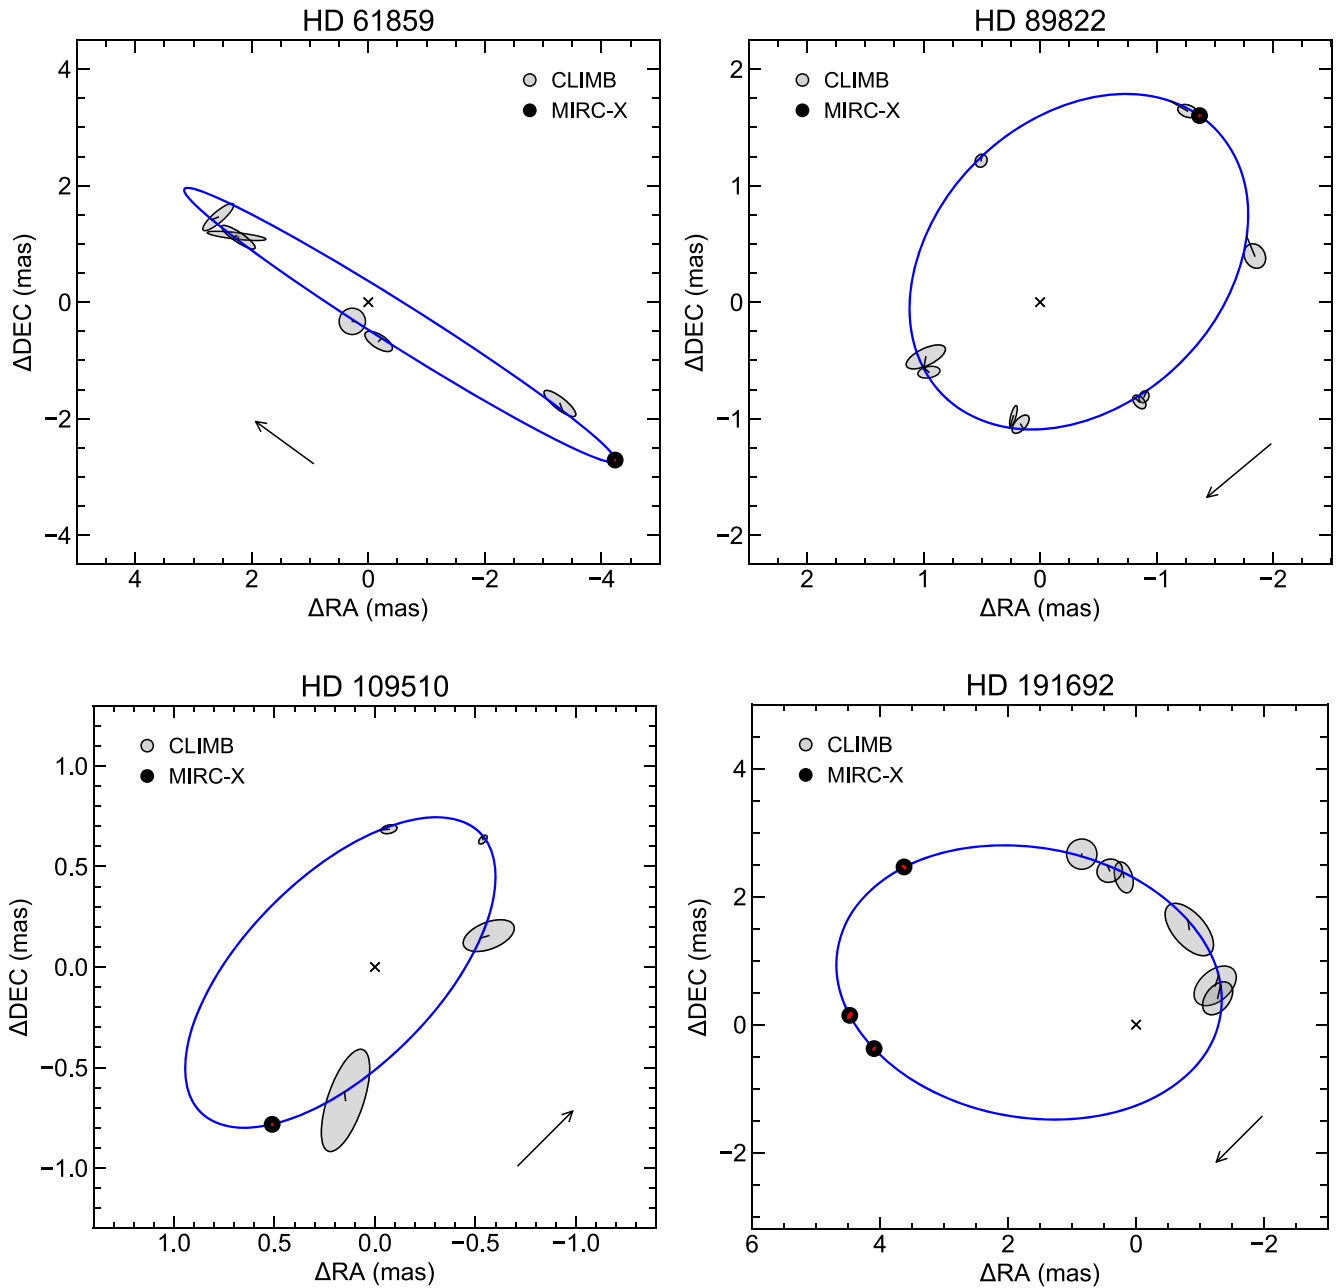 HD 61859
CLIMB
MIRC-X
4
2
0
−2
−4
ΔDEC (mas)
4
2
0
−2
−4
ΔRA (mas)
HD 89822
CLIMB
MIRC-X
2
1
0
−1
−2
ΔDEC (mas)
2
1
0
−1
−2
ΔRA (mas)
HD 109510
CLIMB
MIRC-X
1.0
0.5
0.0
−0.5
−1.0
ΔDEC (mas)
1.0
0.5
0.0
−0.5
−1.0
ΔRA (mas)
HD 191692
CLIMB
MIRC-X
4
2
0
−2
ΔDEC (mas)
6
4
2
0
−2
ΔRA (mas)